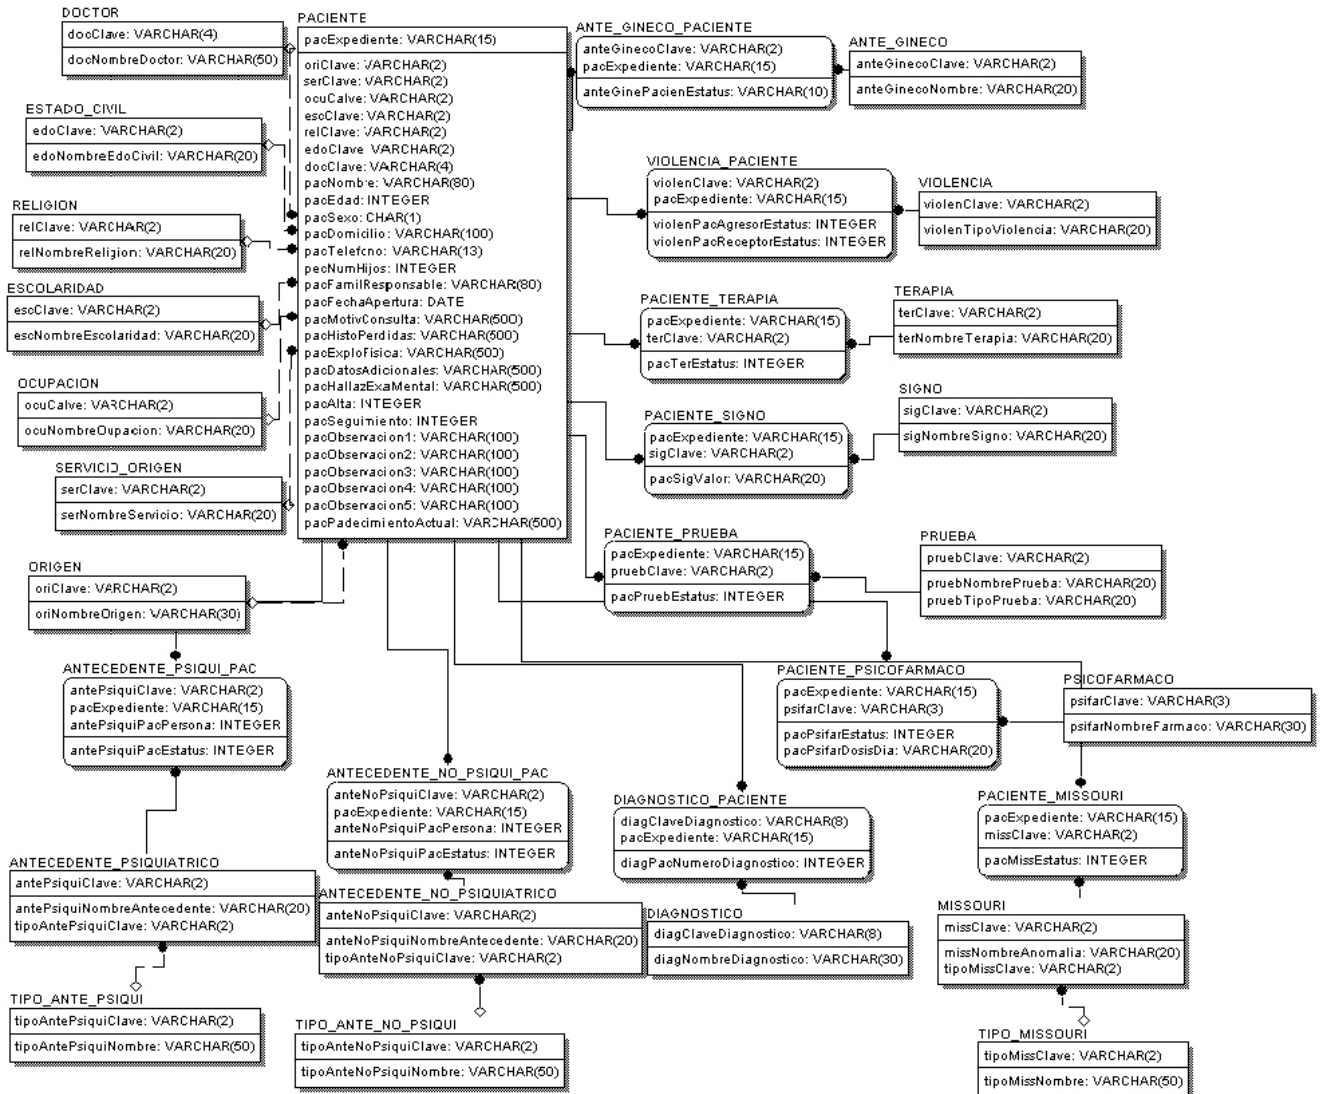 DOCTOR
docClave: VARCHAR(4)
docNombreDoctor: VARCHAR(50)
ESTADO_CIVIL
edoClave: VARCHAR(2)
edoNombreEdoCivil: VARCHAR(20)
RELIGION
relClave: VARCHAR(2)
relNombreReligion: VARCHAR(20)
ESCOLARIDAD
escClave: VARCHAR(2)
escNombreEscolaridad: VARCHAR(20)
OCUPACION
ocuCalve: VARCHAR(2)
ocuNombreOupacion: VARCHAR(20)
SERVICIO_ORIGEN
serClave: VARCHAR(2)
serNombreServicio: VARCHAR(20)
ORIGEN
oriClave: VARCHAR(2)
oriNombreOrigen: VARCHAR(30)
PACIENTE
pacExpediente: VARCHAR(15)
oriClave: VARCHAR(2)
serClave: VARCHAR(2)
ocuCalve: VARCHAR(2)
escClave: VARCHAR(2)
relClave: VARCHAR(2)
edoClave: VARCHAR(2)
docClave: VARCHAR(4)
pacNombre: VARCHAR(80)
pacEdad: INTEGER
pacSexo: CHAR(1)
pacDomicilio: VARCHAR(100)
pacTelefcno: VARCHAR(13)
pecNumHijos: INTEGER
pacFamilResponsable: VARCHAR(80)
pacFechaApertura: DATE
pacMotivConsulta: VARCHAR(500)
pacHistoPerdidas: VARCHAR(500)
pacExploFisica: VARCHAR(500)
pacDatosAdicionales: VARCHAR(500)
pacHallazExaMental: VARCHAR(500)
pacAlta: INTEGER
pacSeguimiento: INTEGER
pacObservacion1: VARCHAR(100)
pacObservacion2: VARCHAR(100)
pacObservacion3: VARCHAR(100)
pacObservacion4: VARCHAR(100)
pacObservacion5: VARCHAR(100)
pacPadecimientoActual: VARCHAR(500)
ANTE_GINECO_PACIENTE
anteGinecoClave: VARCHAR(2)
pacExpediente: VARCHAR(15)
anteGinePacienEstatus: VARCHAR(10)
ANTE_GINECO
anteGinecoClave: VARCHAR(2)
anteGinecoNombre: VARCHAR(20)
VIOLENCIA_PACIENTE
violenClave: VARCHAR(2)
pacExpediente: VARCHAR(15)
violenPacAgresorEstatus: INTEGER
violenPacReceptorEstatus: INTEGER
VIOLENCIA
violenClave: VARCHAR(2)
violenTipoViolencia: VARCHAR(20)
PACIENTE_TERAPIA
pacExpediente: VARCHAR(15)
terClave: VARCHAR(2)
pacTerEstatus: INTEGER
TERAPIA
terClave: VARCHAR(2)
terNombreTerapia: VARCHAR(20)
PACIENTE_SIGNO
pacExpediente: VARCHAR(15)
sigClave: VARCHAR(2)
pacSigValor: VARCHAR(20)
SIGNO
sigClave: VARCHAR(2)
sigNombreSigno: VARCHAR(20)
PACIENTE_PRUEBA
pacExpediente: VARCHAR(15)
pruebClave: VARCHAR(2)
pacPruebEstatus: INTEGER
PRUEBA
pruebClave: VARCHAR(2)
pruebNombrePrueba: VARCHAR(20)
pruebTipoPrueba: VARCHAR(20)
ANTECEDENTE_PSIQUI_PAC
antePsiquiClave: VARCHAR(2)
pacExpediente: VARCHAR(15)
antePsiquiPacPersona: INTEGER
antePsiquiPacEstatus: INTEGER
PACIENTE_PSICOFARMACO
pacExpediente: VARCHAR(15)
psifarClave: VARCHAR(3)
pacPsifarEstatus: INTEGER
pacPsifarDosisDia: VARCHAR(20)
PSICOFARMACO
psifarClave: VARCHAR(3)
psifarNombreFarmaco: VARCHAR(30)
ANTECEDENTE_NO_PSIQUI_PAC
anteNoPsiquiClave: VARCHAR(2)
pacExpediente: VARCHAR(15)
anteNoPsiquiPacPersona: INTEGER
anteNoPsiquiPacEstatus: INTEGER
DIAGNOSTICO_PACIENTE
diagClaveDiagnostico: VARCHAR(8)
pacExpediente: VARCHAR(15)
diagPacNumeroDiagnostico: INTEGER
PACIENTE_MISSOURI
pacExpediente: VARCHAR(15)
missClave: VARCHAR(2)
pacMissEstatus: INTEGER
ANTECEDENTE_PSIQUIATRICO
antePsiquiClave: VARCHAR(2)
antePsiquiNombreAntecedente: VARCHAR(20)
tipoAntePsiquiClave: VARCHAR(2)
ANTECEDENTE_NO_PSIQUIATRICO
anteNoPsiquiClave: VARCHAR(2)
anteNoPsiquiNombreAntecedente: VARCHAR(20)
tipoAnteNoPsiquiClave: VARCHAR(2)
DIAGNOSTICO
diagClaveDiagnostico: VARCHAR(8)
diagNombreDiagnostico: VARCHAR(30)
MISSOURI
missClave: VARCHAR(2)
missNombreAnomalia: VARCHAR(20)
tipoMissClave: VARCHAR(2)
TIPO_ANTE_PSIQUI
tipoAntePsiquiClave: VARCHAR(2)
tipoAntePsiquiNombre: VARCHAR(50)
TIPO_ANTE_NO_PSIQUI
tipoAnteNoPsiquiClave: VARCHAR(2)
tipoAnteNoPsiquiNombre: VARCHAR(50)
TIPO_MISSOURI
tipoMissClave: VARCHAR(2)
tipoMissNombre: VARCHAR(50)